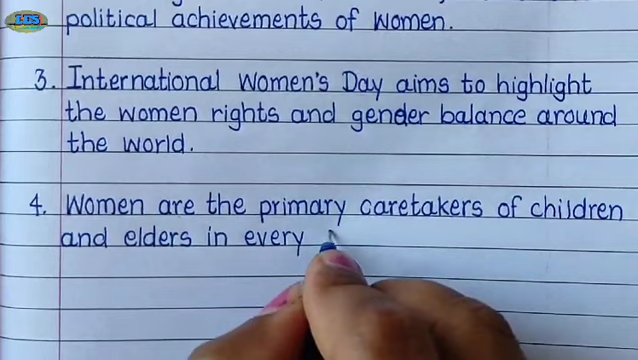 LDS
political achievements of women.
3. International Women's Day aims to highlight
the women rights and gender balance around
the world.
4. Women are the primary caretakers of children
and elders in every